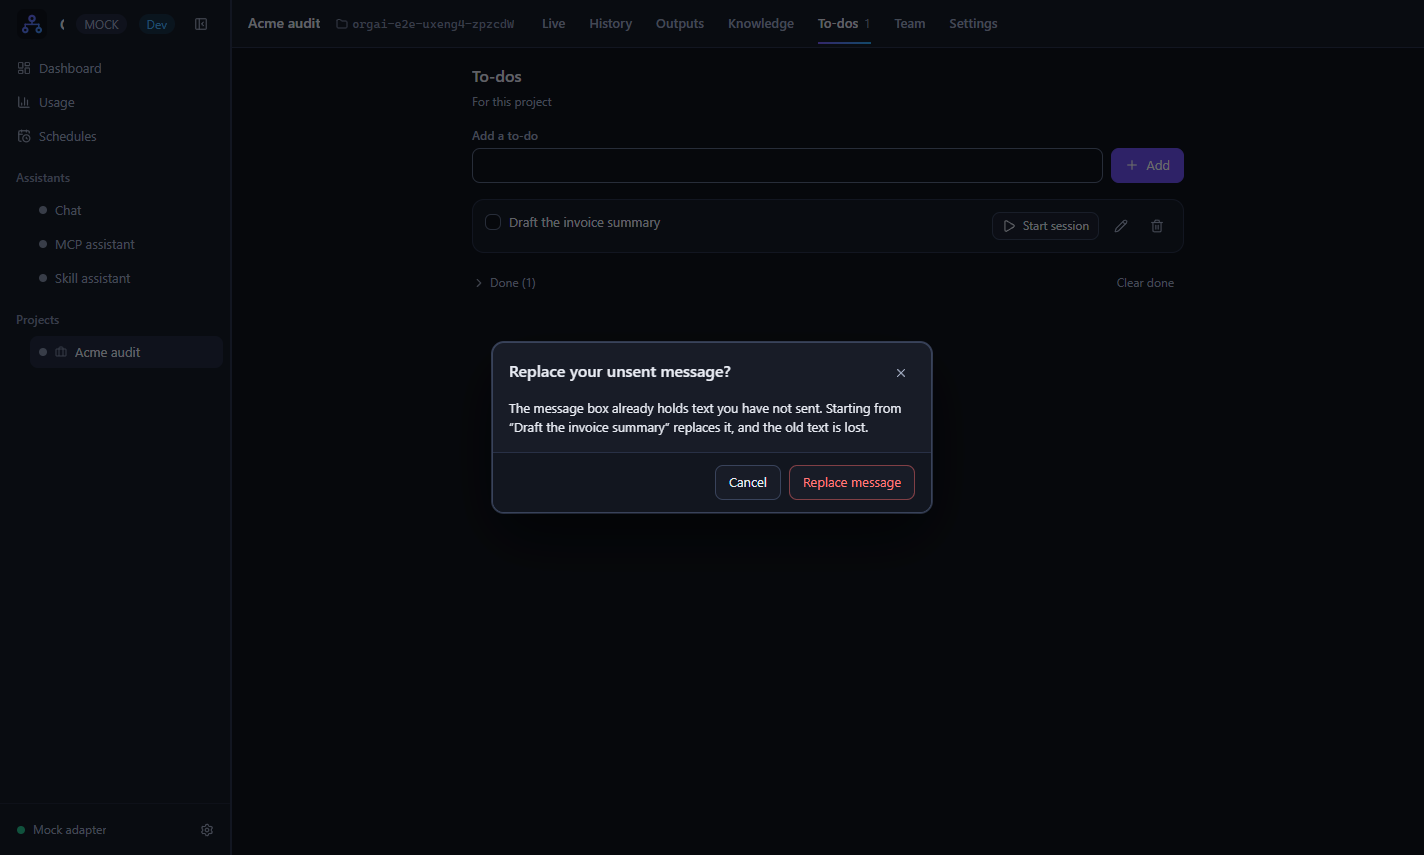 MOCK
Dev
Dashboard
Usage
Schedules
Assistants
Chat
MCP assistant
Skill assistant
Projects
Acme audit
Mock adapter
Acme audit
orgai-e2e-uxeng4-zpzcdW
Live
History
Outputs
Knowledge
To-dos 1
Team
Settings
To-dos
For this project
Add a to-do
Add
Draft the invoice summary
Start session
Done (1)
Clear done
Replace your unsent message?
The message box already holds text you have not sent. Starting from
“Draft the invoice summary” replaces it, and the old text is lost.
Cancel
Replace message